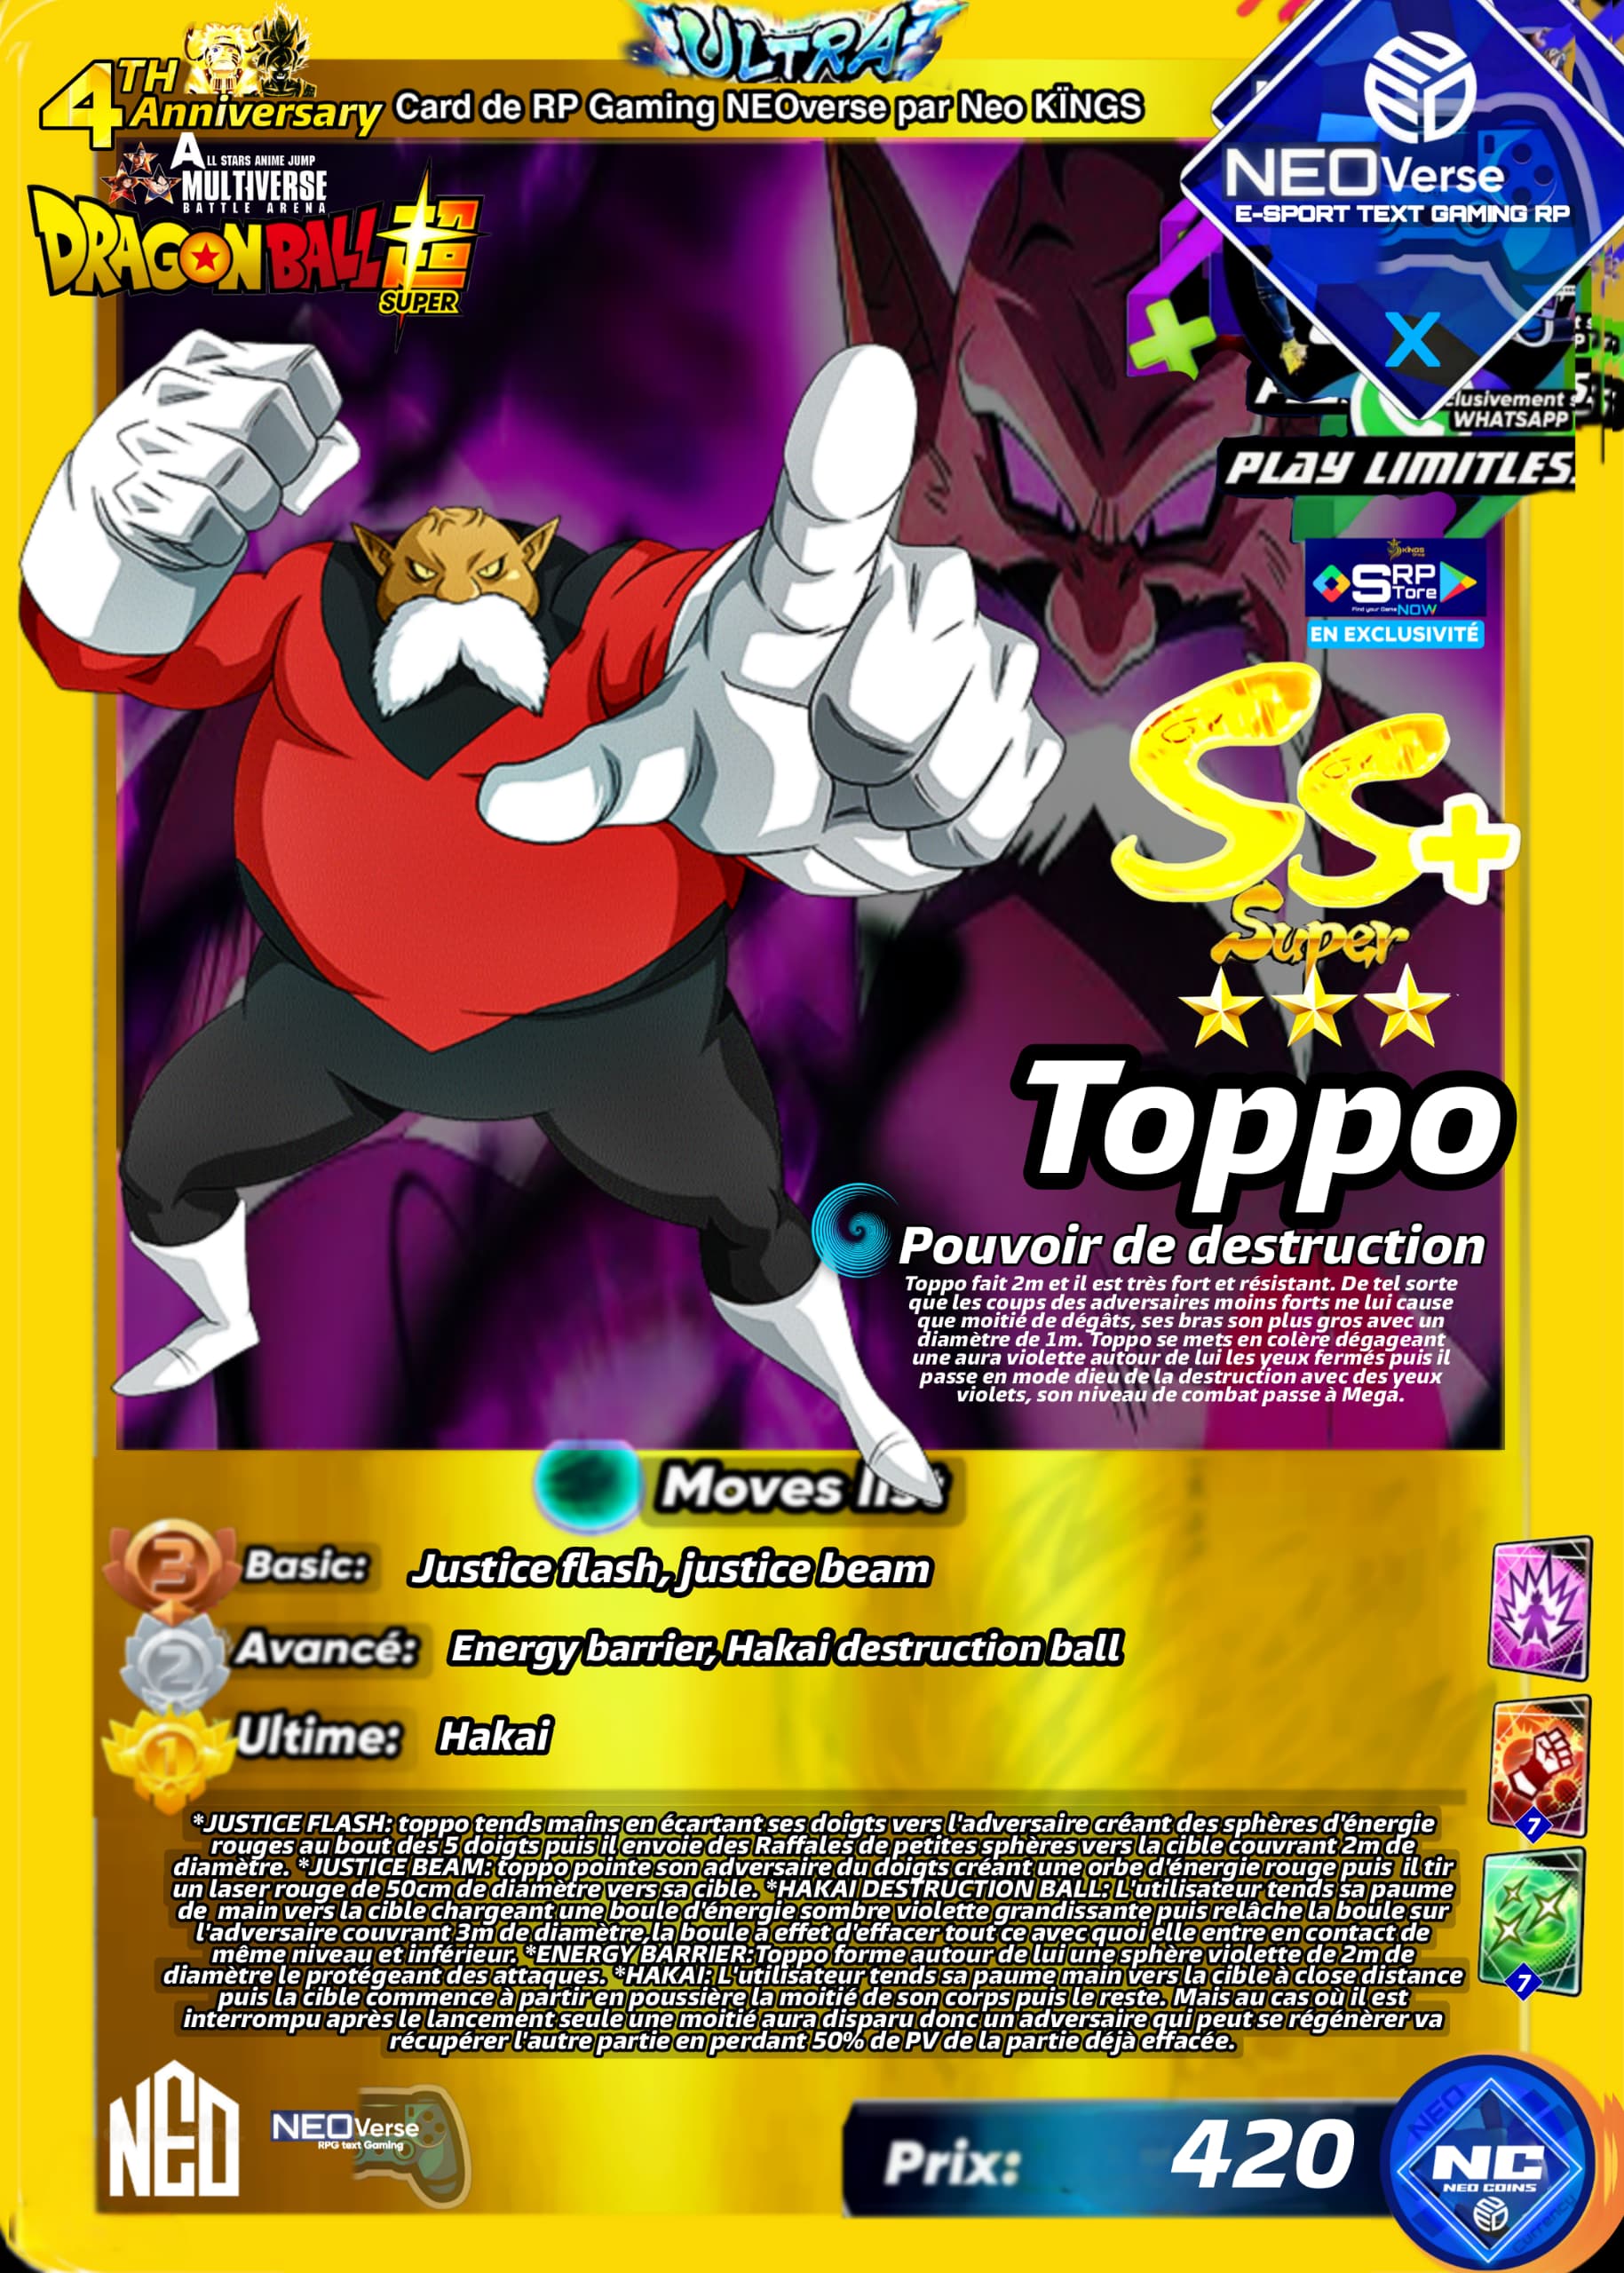 ULTRA
4TH
Anniversary
Card de RP Gaming NEOverse par Neo KÏNGS
ALL STARS ANIME JUMP
MULTIVERSE
BATTLE ARENA
DRAGON BALL 超
SUPER
NEOVerse
E-SPORT TEXT GAMING RP
X
lusivement
WHATSAPP
PLAY LIMITLES
KINGS
SRP
Tore
Find your Game NOW
EN EXCLUSIVITÉ
SS+
Super
Toppo
Pouvoir de destruction
Toppo fait 2m et il est très fort et résistant. De tel sorte
que les coups des adversaires moins forts ne lui cause
que moitié de dégâts, ses bras son plus gros avec un
diamètre de 1m. Toppo se mets en colère dégageant
une aura violette autour de lui les yeux fermés puis il
passe en mode dieu de la destruction avec des yeux
violets, son niveau de combat passe à Mega.
Moves list
3 Basic: Justice flash, justice beam
2 Avancé: Energy barrier, Hakai destruction ball
1 Ultime: Hakai
7
7
*JUSTICE FLASH: toppo tends mains en écartant ses doigts vers l'adversaire créant des sphères d'énergie
rouges au bout des 5 doigts puis il envoie des Raffales de petites sphères vers la cible couvrant 2m de
diamètre. *JUSTICE BEAM: toppo pointe son adversaire du doigts créant une orbe d'énergie rouge puis il tir
un laser rouge de 50cm de diamètre vers sa cible. *HAKAI DESTRUCTION BALL: L'utilisateur tends sa paume
de main vers la cible chargeant une boule d'énergie sombre violette grandissante puis relâche la boule sur
l'adversaire couvrant 3m de diamètre,la boule a effet d'effacer tout ce avec quoi elle entre en contact de
même niveau et inférieur. *ENERGY BARRIER:Toppo forme autour de lui une sphère violette de 2m de
diamètre le protégeant des attaques. *HAKAI: L'utilisateur tends sa paume main vers la cible à close distance
puis la cible commence à partir en poussière la moitié de son corps puis le reste. Mais au cas où il est
interrompu après le lancement seule une moitié aura disparu donc un adversaire qui peut se régénèrer va
récupérer l'autre partie en perdant 50% de PV de la partie déjà effacée.
NEO
NEOVerse
RPG text Gaming
Prix: 420
NC
NEO COINS